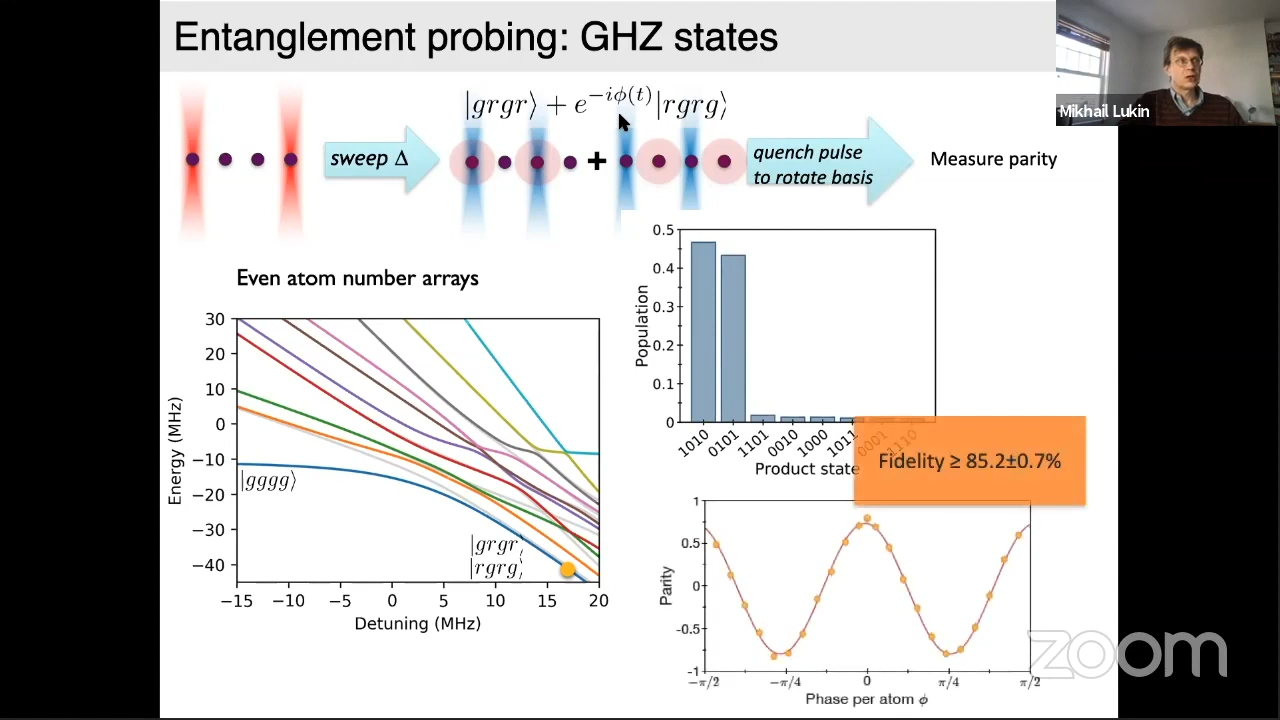 Entanglement probing: GHZ states
Mikhail Lukin
|grgr⟩ + e^{−iϕ(t)}|rgrg⟩
sweep Δ
+
quench pulse
to rotate basis
Measure parity
Even atom number arrays
30
20
10
0
−10
−20
−30
−40
Energy (MHz)
|gggg⟩
|grgr⟩
|rgrg⟩
−15 −10 −5 0 5 10 15 20
Detuning (MHz)
0.5
0.4
0.3
0.2
0.1
0
Population
1010 0101 1101 0010 1000 1011 0001 1110
Product state
Fidelity ≥ 85.2±0.7%
1
0.5
0
-0.5
-1
Parity
−π/2 −π/4 0 π/4 π/2
Phase per atom ϕ
zoom